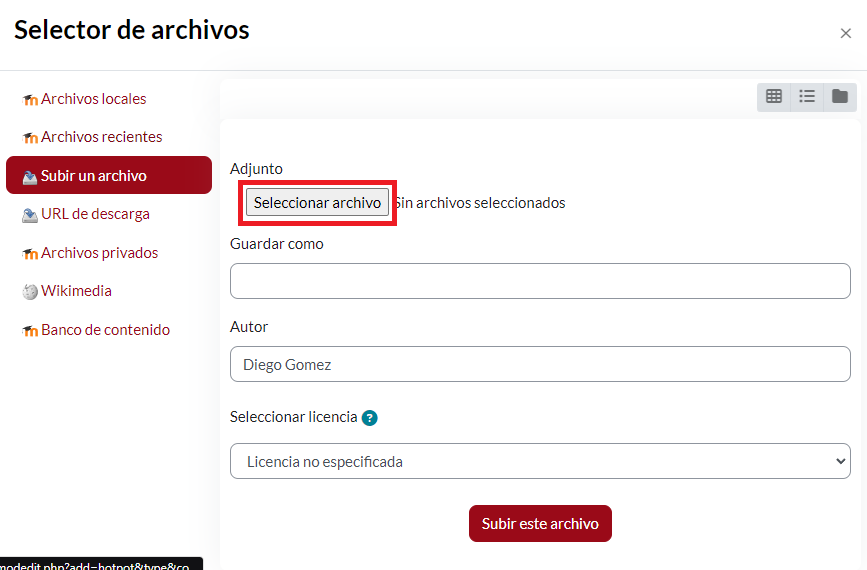 Selector de archivos
Archivos locales
Archivos recientes
Subir un archivo
URL de descarga
Archivos privados
Wikimedia
Banco de contenido
Adjunto
Seleccionar archivo Sin archivos seleccionados
Guardar como
Autor
Diego Gomez
Seleccionar licencia ?
Licencia no especificada
Subir este archivo
modedit.php?add=hotpot&type&co...